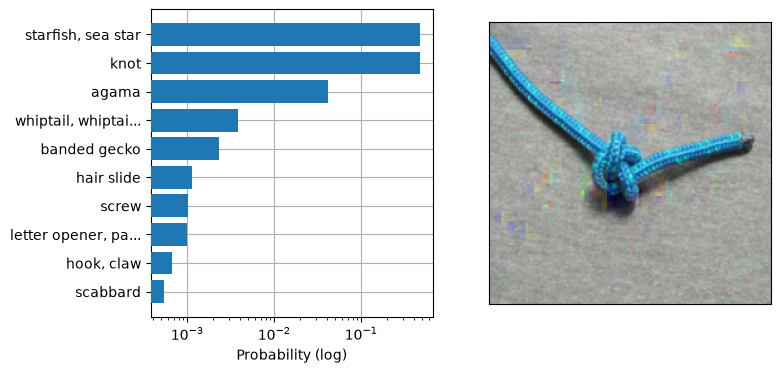 starfish, sea star
knot
agama
whiptail, whiptai...
banded gecko
hair slide
screw
letter opener, pa...
hook, claw
scabbard
10⁻³ 10⁻² 10⁻¹
Probability (log)